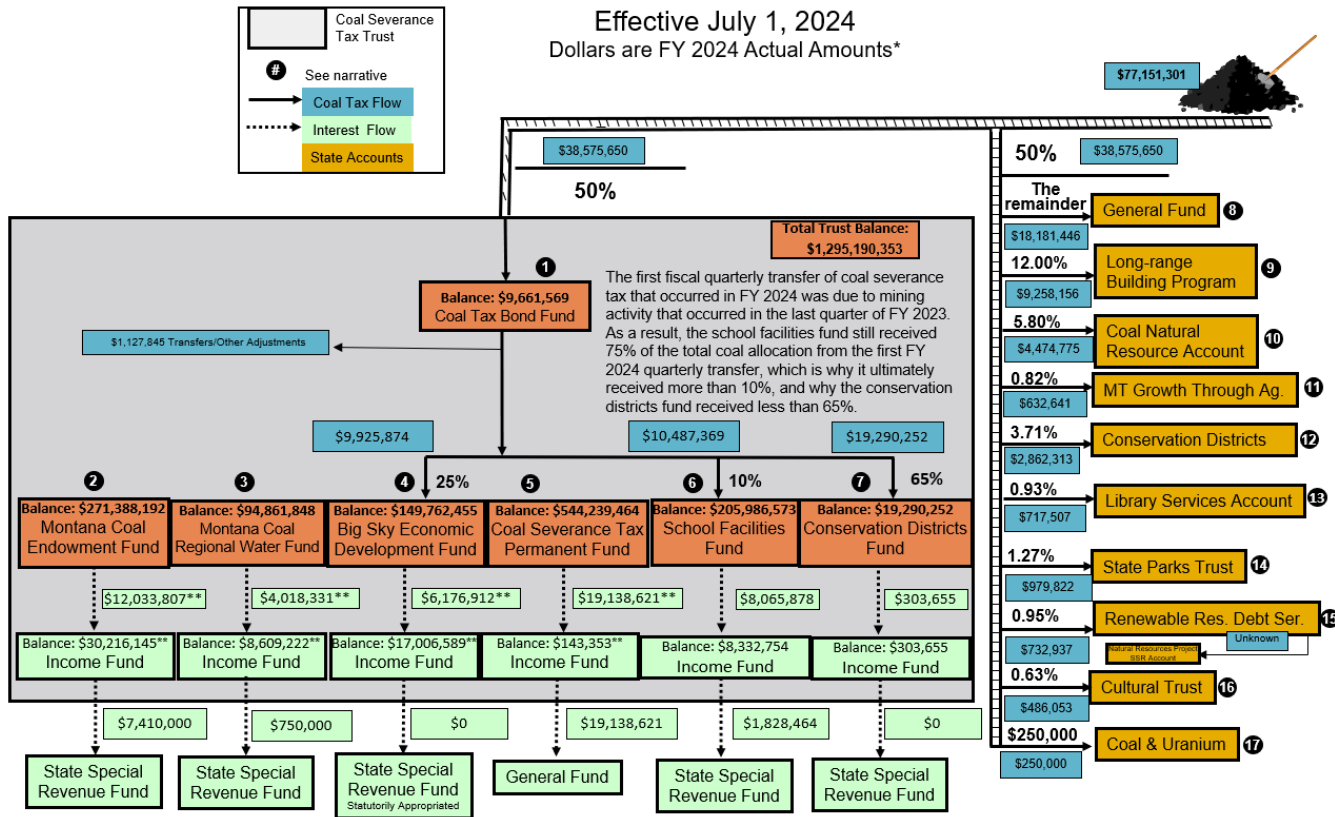 Effective July 1, 2024
Dollars are FY 2024 Actual Amounts*
Coal Severance
Tax Trust
# See narrative
Coal Tax Flow
Interest Flow
State Accounts
$77,151,301
$38,575,650
50%
50%
$38,575,650
Total Trust Balance:
$1,295,190,353
1
Balance: $9,661,569
Coal Tax Bond Fund
The first fiscal quarterly transfer of coal severance
tax that occurred in FY 2024 was due to mining
activity that occurred in the last quarter of FY 2023.
As a result, the school facilities fund still received
75% of the total coal allocation from the first FY
2024 quarterly transfer, which is why it ultimately
received more than 10%, and why the conservation
districts fund received less than 65%.
$1,127,845 Transfers/Other Adjustments
$9,925,874
$10,487,369
$19,290,252
25%
10%
65%
2
Balance: $271,388,192
Montana Coal
Endowment Fund
3
Balance: $94,861,848
Montana Coal
Regional Water Fund
4
Balance: $149,762,455
Big Sky Economic
Development Fund
5
Balance: $544,239,464
Coal Severance Tax
Permanent Fund
6
Balance: $205,986,573
School Facilities
Fund
7
Balance: $19,290,252
Conservation Districts
Fund
$12,033,807**
$4,018,331**
$6,176,912**
$19,138,621**
$8,065,878
$303,655
Balance: $30,216,145**
Income Fund
Balance: $8,609,222**
Income Fund
Balance: $17,006,589**
Income Fund
Balance: $143,353**
Income Fund
Balance: $8,332,754
Income Fund
Balance: $303,655
Income Fund
$7,410,000
$750,000
$0
$19,138,621
$1,828,464
$0
State Special
Revenue Fund
State Special
Revenue Fund
State Special
Revenue Fund
Statutorily Appropriated
General Fund
State Special
Revenue Fund
State Special
Revenue Fund
The
remainder
$18,181,446
General Fund
8
12.00%
$9,258,156
Long-range
Building Program
9
5.80%
$4,474,775
Coal Natural
Resource Account
10
0.82%
$632,641
MT Growth Through Ag.
11
3.71%
$2,862,313
Conservation Districts
12
0.93%
$717,507
Library Services Account
13
1.27%
$979,822
State Parks Trust
14
0.95%
$732,937
Renewable Res. Debt Ser.
15
Unknown
Natural Resources Project
SSR Account
0.63%
$486,053
Cultural Trust
16
$250,000
$250,000
Coal & Uranium
17